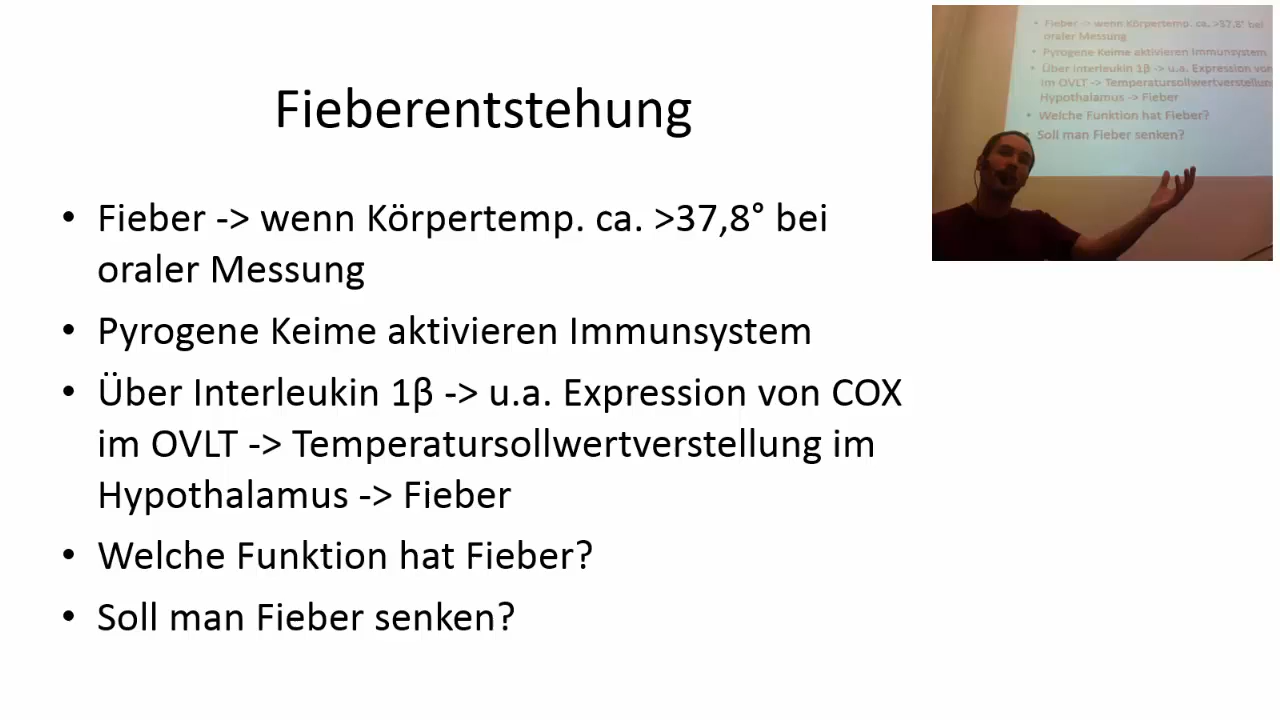 Fieberentstehung
• Fieber -> wenn Körpertemp. ca. >37,8° bei
oraler Messung
• Pyrogene Keime aktivieren Immunsystem
• Über Interleukin 1β -> u.a. Expression von COX
im OVLT -> Temperatursollwertverstellung im
Hypothalamus -> Fieber
• Welche Funktion hat Fieber?
• Soll man Fieber senken?
• Fieber -> wenn Körpertemp. ca. >37,8° bei
oraler Messung
• Pyrogene Keime aktivieren Immunsystem
• Über Interleukin 1β -> u.a. Expression von
im OVLT -> Temperatursollwertverstellung
Hypothalamus -> Fieber
• Welche Funktion hat Fieber?
Soll man Fieber senken?